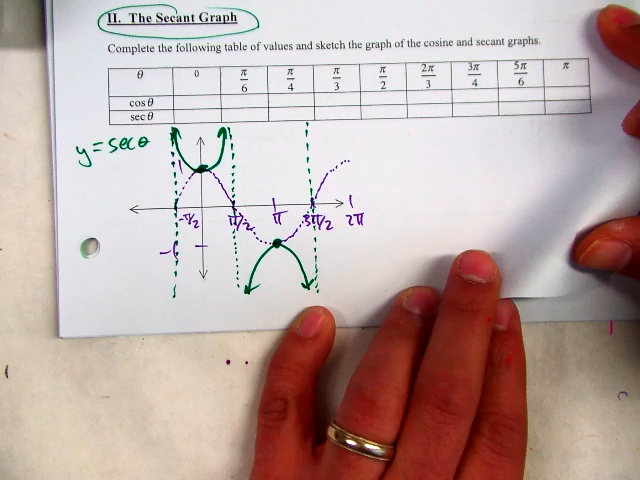 II. The Secant Graph
Complete the following table of values and sketch the graph of the cosine and secant graphs.
θ 0 π/6 π/4 π/3 π/2 2π/3 3π/4 5π/6 π
cos θ
sec θ
y = sec θ
1
-π/2 π/2 π 3π/2 2π
-1